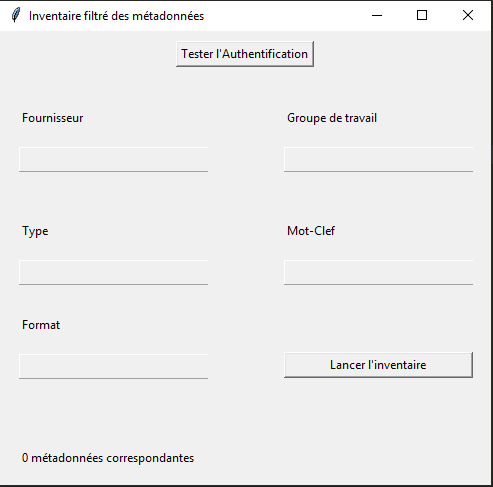 Inventaire filtré des métadonnées
Tester l'Authentification
Fournisseur
Groupe de travail
Type
Mot-Clef
Format
Lancer l'inventaire
0 métadonnées correspondantes